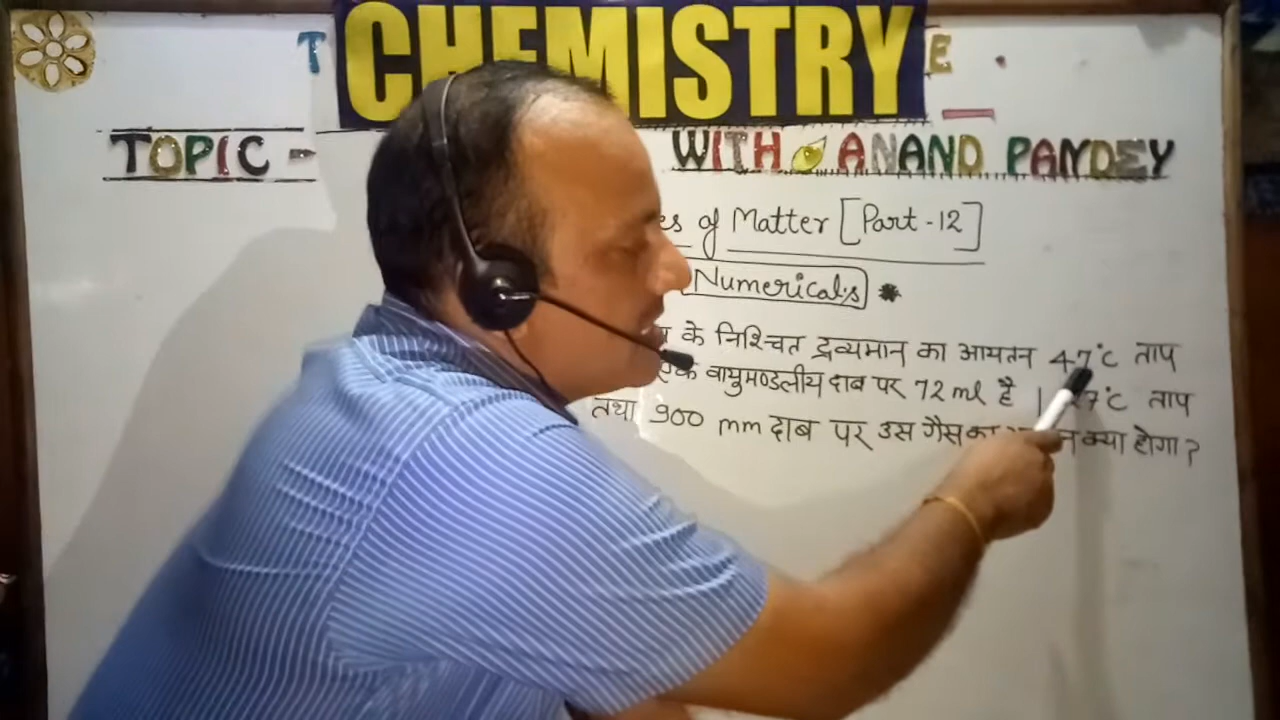 CHEMISTRY
TOPIC - WITH ANAND PANDEY
of Matter [Part-12]
Numericals *
के निश्चित द्रव्यमान का आयतन 47°C ताप
एक वायुमण्डलीय दाब पर 72 ml है । 27°C ताप
तथा 900 mm दाब पर उस गैस का क्या होगा ?